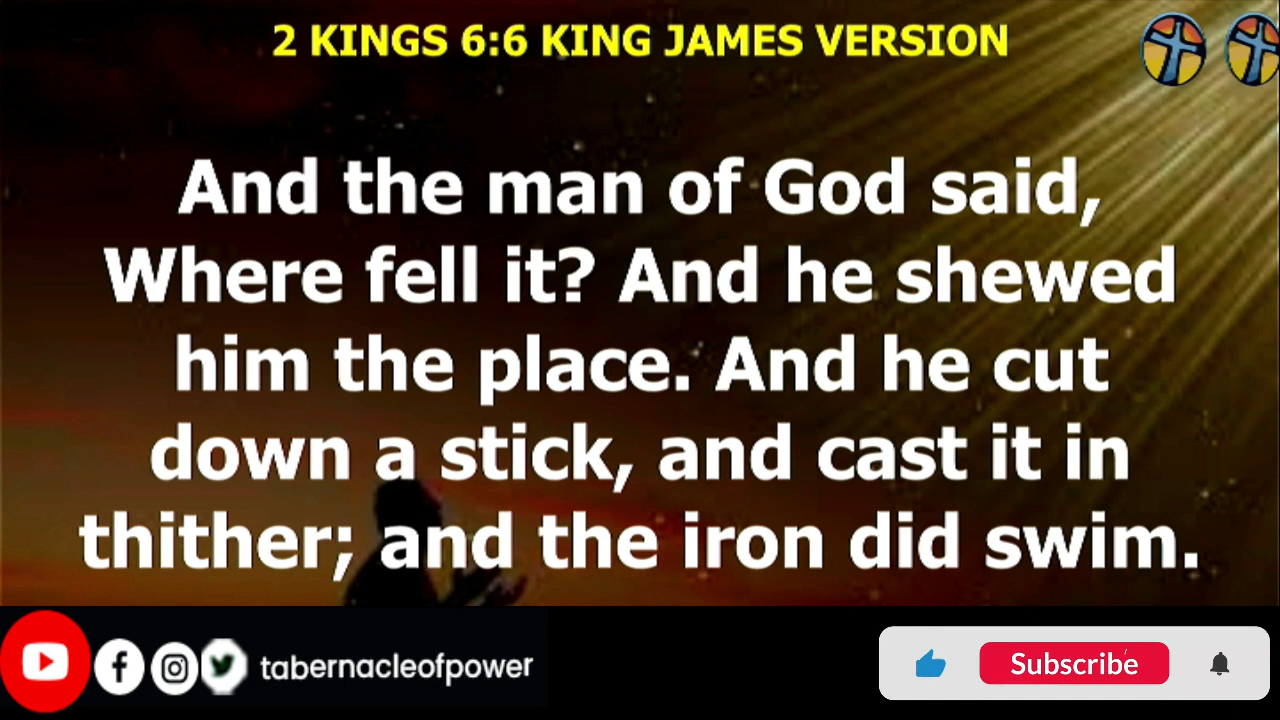 2 KINGS 6:6 KING JAMES VERSION
And the man of God said,
Where fell it? And he shewed
him the place. And he cut
down a stick, and cast it in
thither; and the iron did swim.
tabernacleofpower
Subscribe